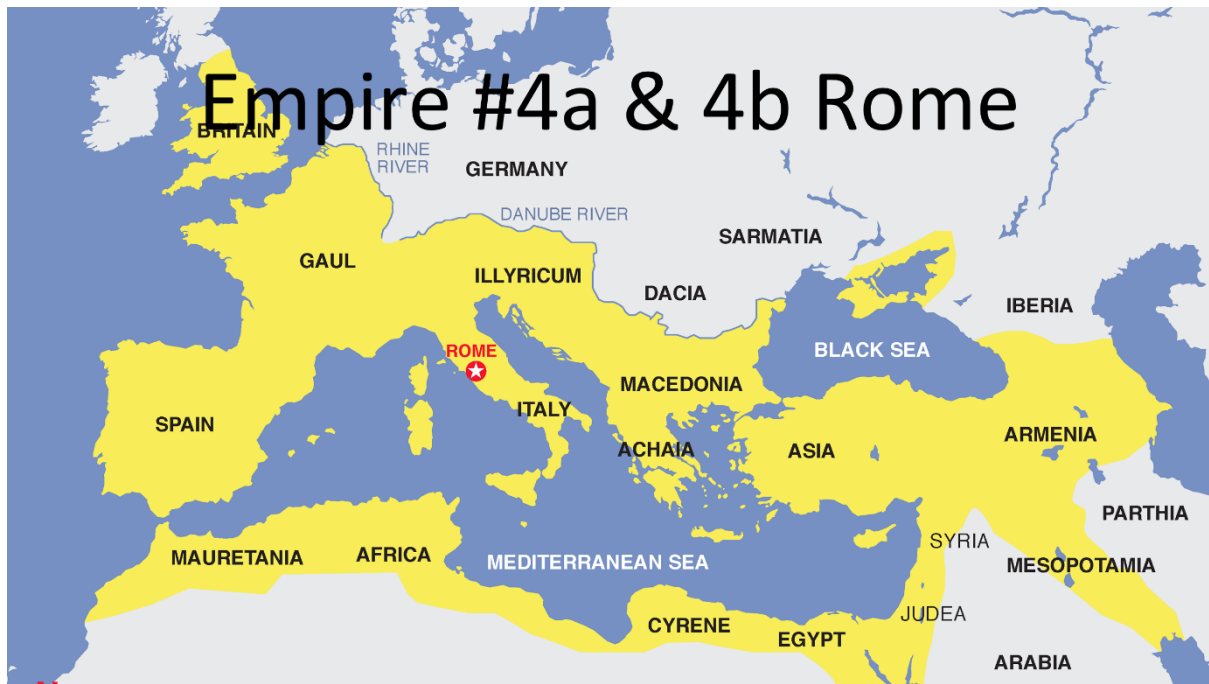 Empire #4a & 4b Rome
BRITAIN
RHINE
RIVER
GERMANY
DANUBE RIVER
SARMATIA
GAUL
ILLYRICUM
DACIA
IBERIA
ROME
BLACK SEA
MACEDONIA
ITALY
SPAIN
ACHAIA
ASIA
ARMENIA
PARTHIA
MAURETANIA
AFRICA
MEDITERRANEAN SEA
SYRIA
MESOPOTAMIA
JUDEA
CYRENE
EGYPT
ARABIA